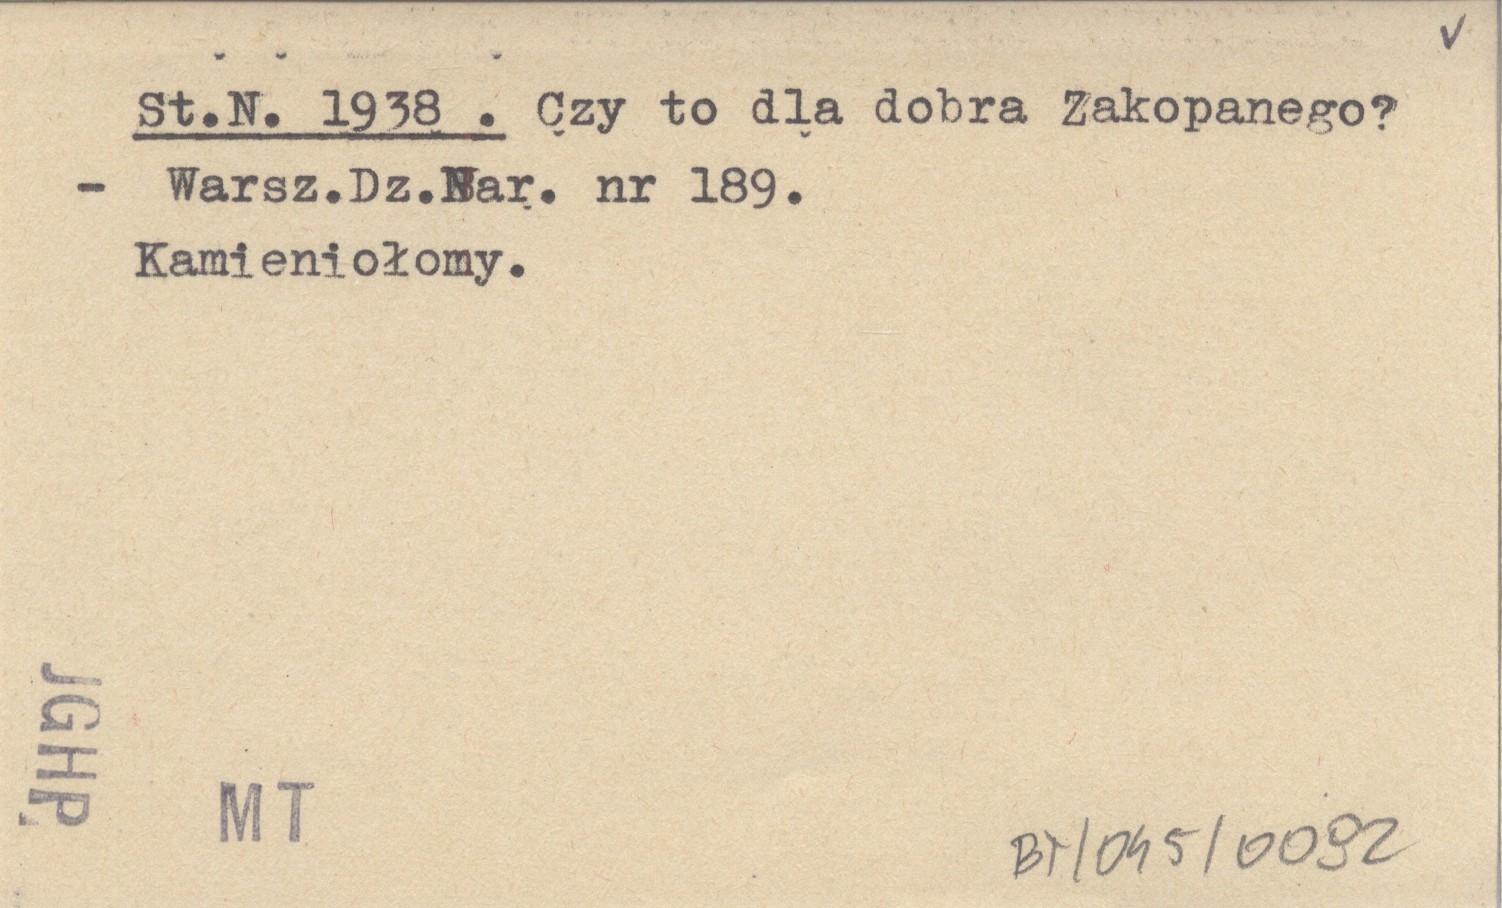 ✓
St.N. 1938 . Czy to dla dobra Zakopanego?
- Warsz.Dz.Nar. nr 189.
Kamieniołomy.
JGHP.
MT
BT/045/0092